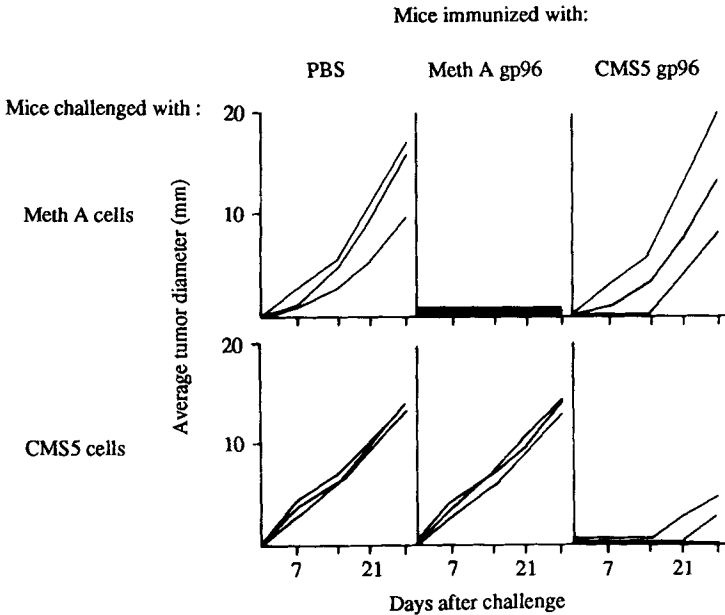 Mice immunized with:
PBS
Meth A gp96
CMS5 gp96
Mice challenged with :
20
Meth A cells
10
Average tumor diameter (mm)
20
CMS5 cells
10
7
21
7
21
7
21
Days after challenge